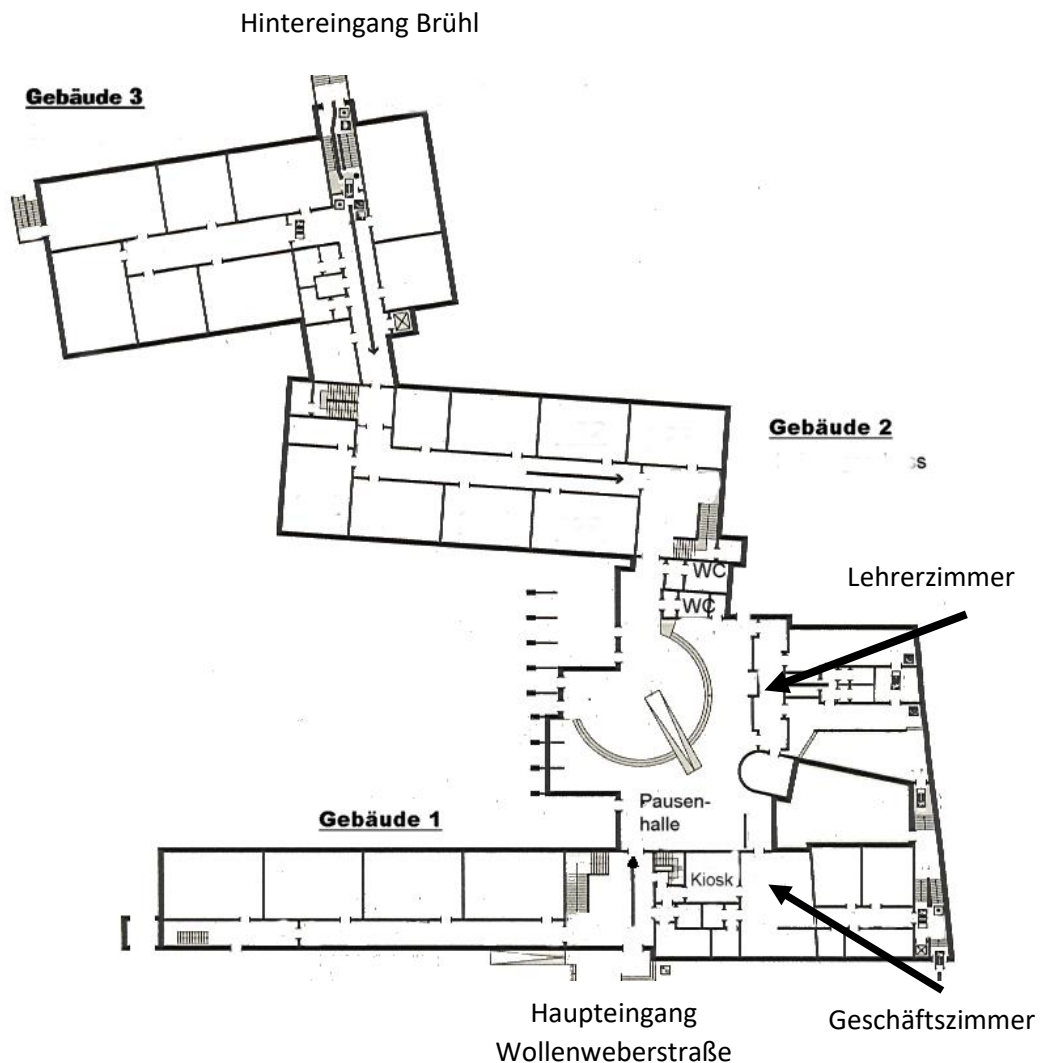 Hintereingang Brühl
Gebäude 3
Gebäude 2
WC
Lehrerzimmer
WC
Pausen-
halle
Gebäude 1
Kiosk
Haupteingang
Wollenweberstraße
Geschäftszimmer